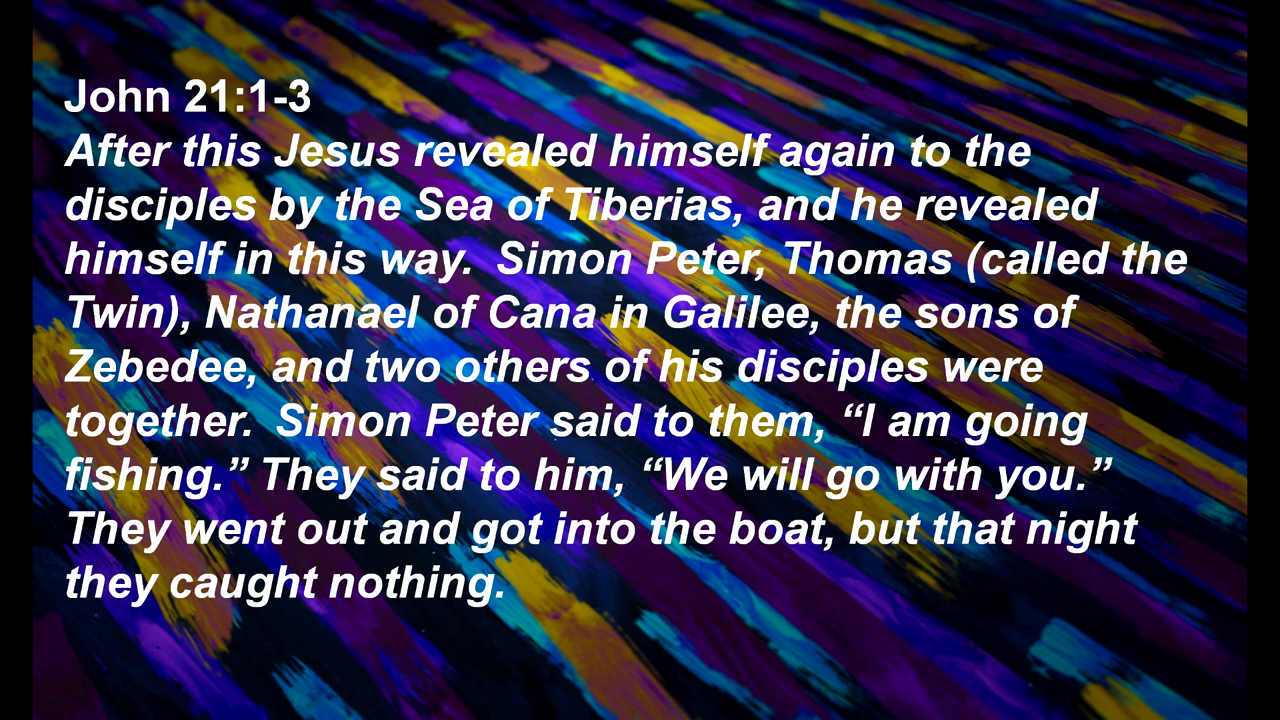 John 21:1-3
After this Jesus revealed himself again to the
disciples by the Sea of Tiberias, and he revealed
himself in this way.  Simon Peter, Thomas (called the
Twin), Nathanael of Cana in Galilee, the sons of
Zebedee, and two others of his disciples were
together.  Simon Peter said to them, “I am going
fishing.” They said to him, “We will go with you.”
They went out and got into the boat, but that night
they caught nothing.